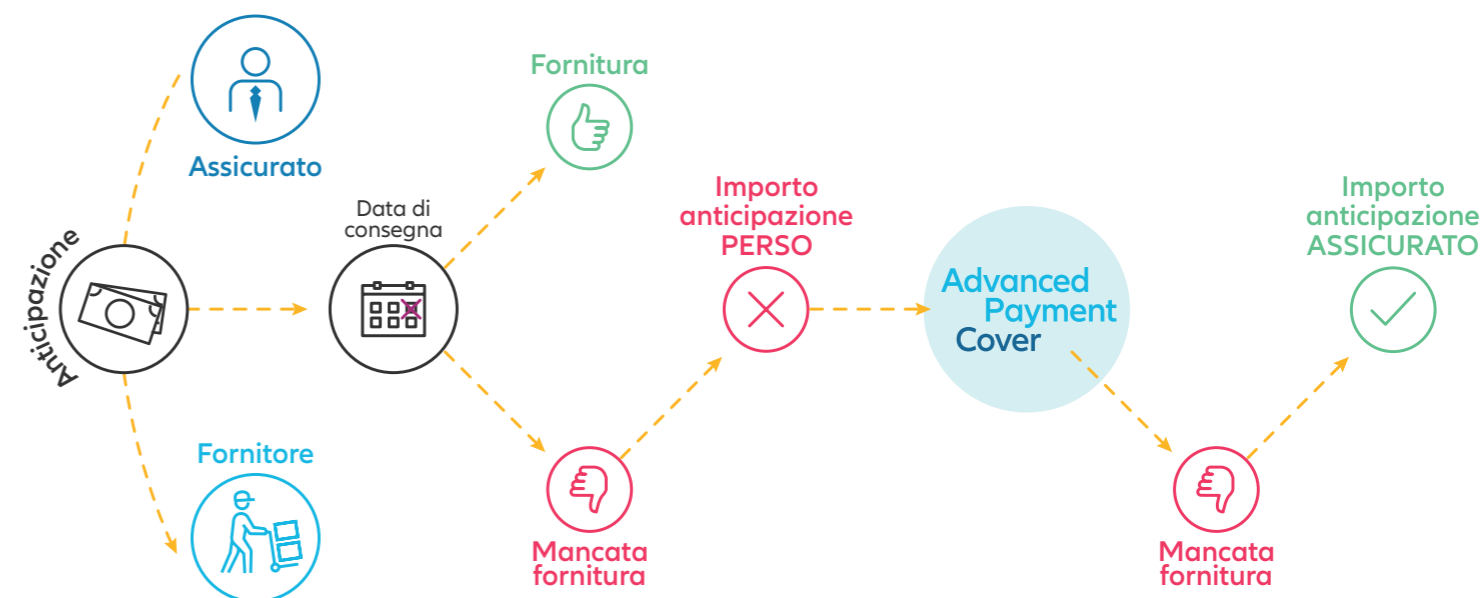 Assicurato
Anticipazione
Fornitore
Data di
consegna
Fornitura
Mancata
fornitura
Importo
anticipazione
PERSO
Advanced
Payment
Cover
Mancata
fornitura
Importo
anticipazione
ASSICURATO